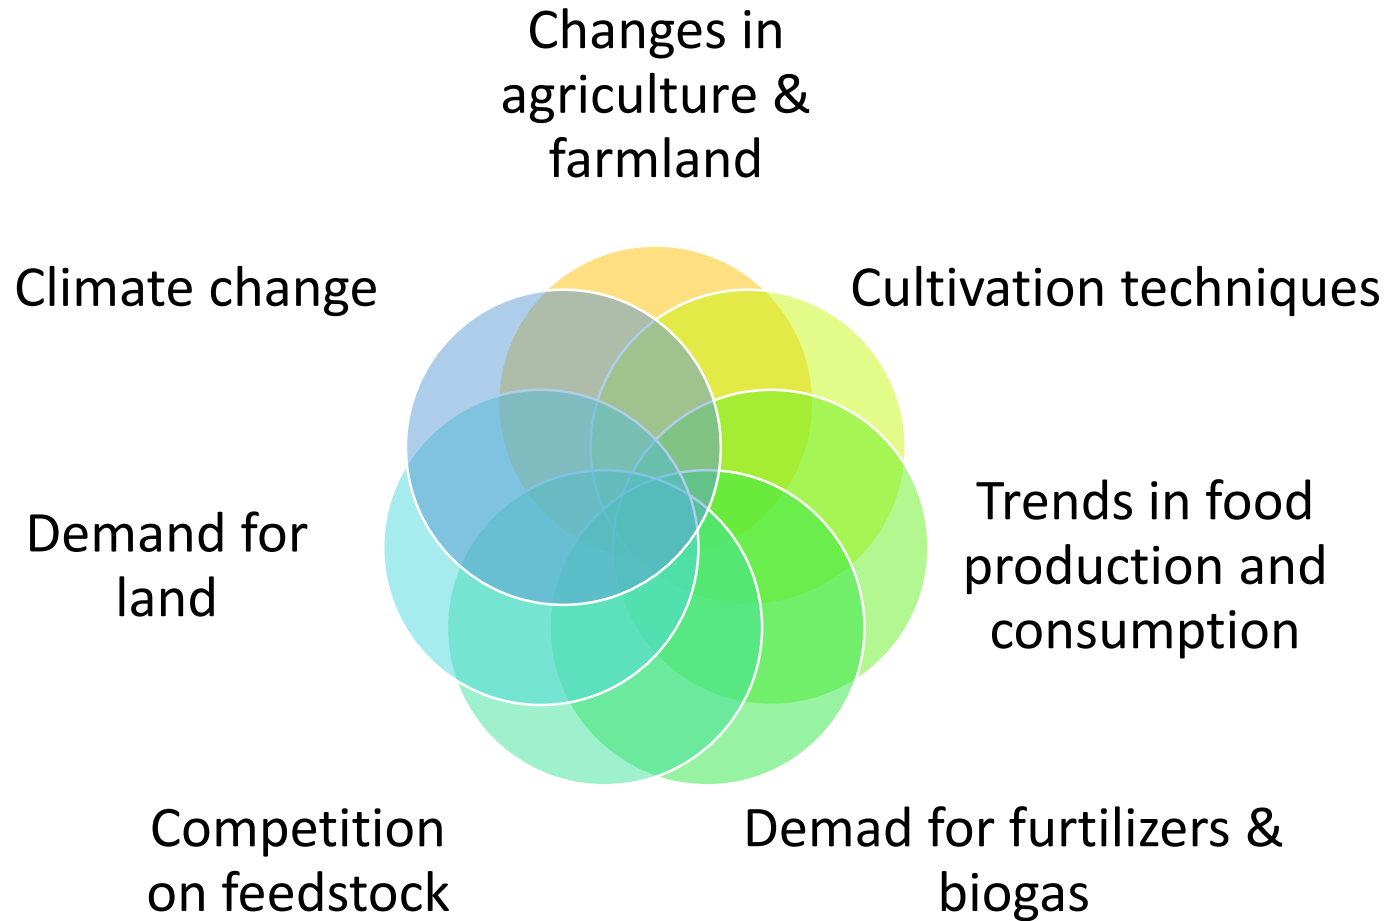 Changes in
agriculture &
farmland
Climate change
Cultivation techniques
Trends in food
production and
consumption
Demand for
land
Competition
on feedstock
Demad for furtilizers &
biogas